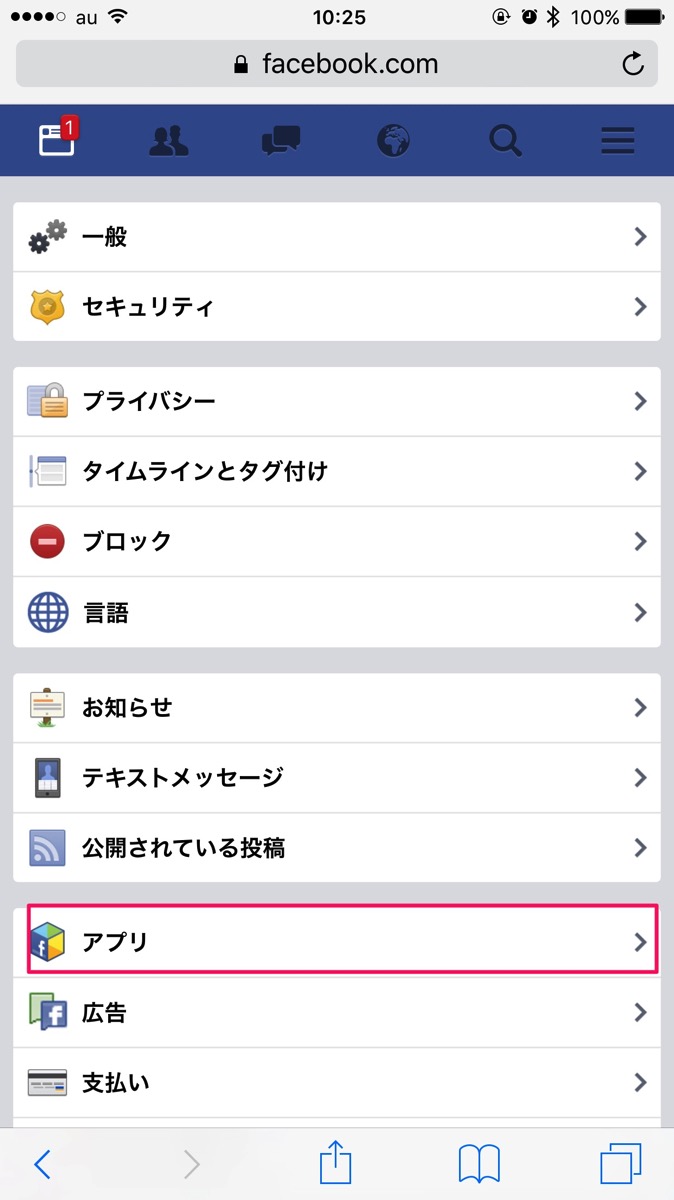 au 10:25 100%
facebook.com
1
一般
セキュリティ
プライバシー
タイムラインとタグ付け
ブロック
言語
お知らせ
テキストメッセージ
公開されている投稿
アプリ
広告
支払い